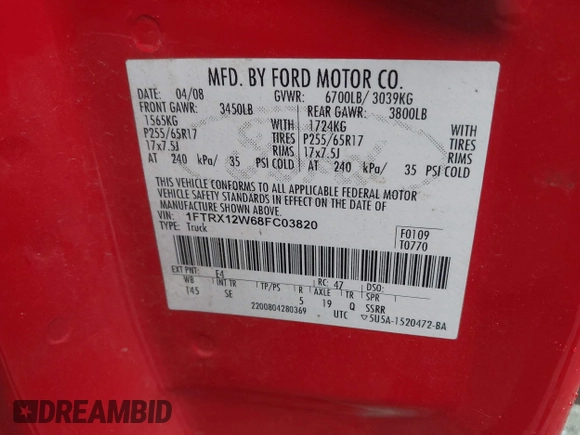 MFD. BY FORD MOTOR CO.
DATE: 04/08 GVWR: 6700LB/ 3039KG
FRONT GAWR: 3450LB REAR GAWR: 3800LB
1565KG WITH 1724KG WITH
P255/65R17 TIRES P255/65R17 TIRES
17x7.5J RIMS 17x7.5J RIMS
AT 240 kPa/ 35 PSI COLD AT 240 kPa/ 35 PSI COLD
THIS VEHICLE CONFORMS TO ALL APPLICABLE FEDERAL MOTOR
VEHICLE SAFETY STANDARDS IN EFFECT ON THE DATE OF
MANUFACTURE SHOWN ABOVE.
VIN: 1FTRX12W68FC03820
TYPE: Truck
F0109
T0770
EXT PNT: E4 RC: 47 DSO:
WB INT TR TP/PS R AXLE TR SPR
145 SE 5 19 Q SSRR
2200804280369 UTC ▽5U5A-1520472-BA
DREAMBID